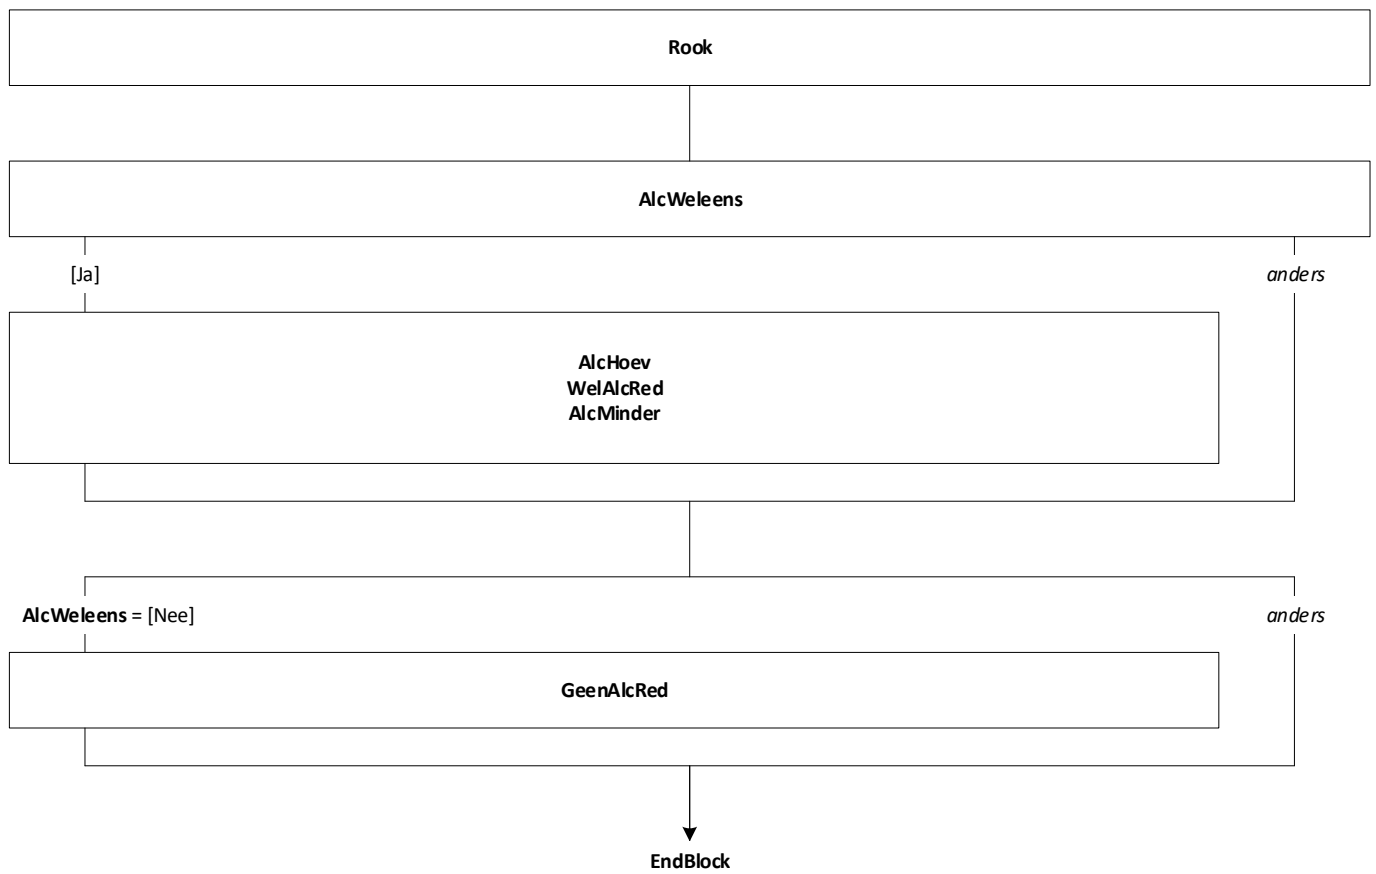 Rook
AlcWeleens
[Ja]
anders
AlcHoev
WelAlcRed
AlcMinder
AlcWeleens = [Nee]
anders
GeenAlcRed
EndBlock